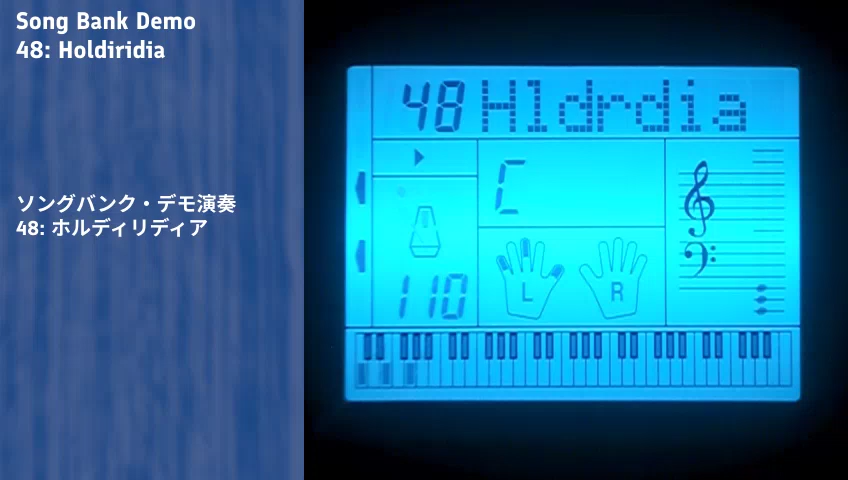 Song Bank Demo
48: Holdiridia
ソングバンク・デモ演奏
48: ホルディリディア
48 Hldrdia
C
L R
110